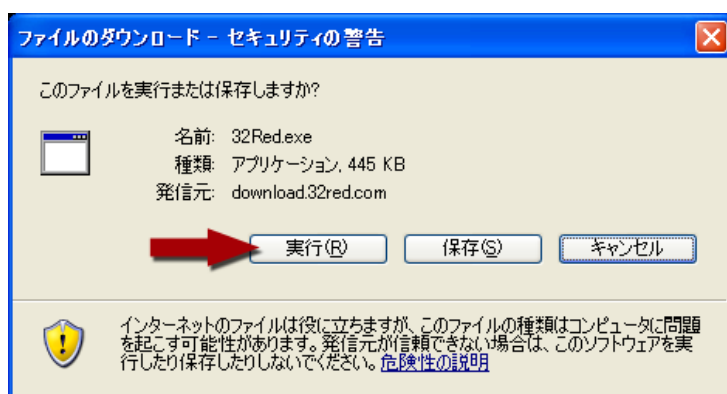 ファイルのダウンロード - セキュリティの警告
このファイルを実行または保存しますか?
名前: 32Red.exe
種類: アプリケーション, 445 KB
発信元: download.32red.com
実行(R) 保存(S) キャンセル
インターネットのファイルは役に立ちますが、このファイルの種類はコンピュータに問題
を起こす可能性があります。発信元が信頼できない場合は、このソフトウェアを実
行したり保存したりしないでください。危険性の説明